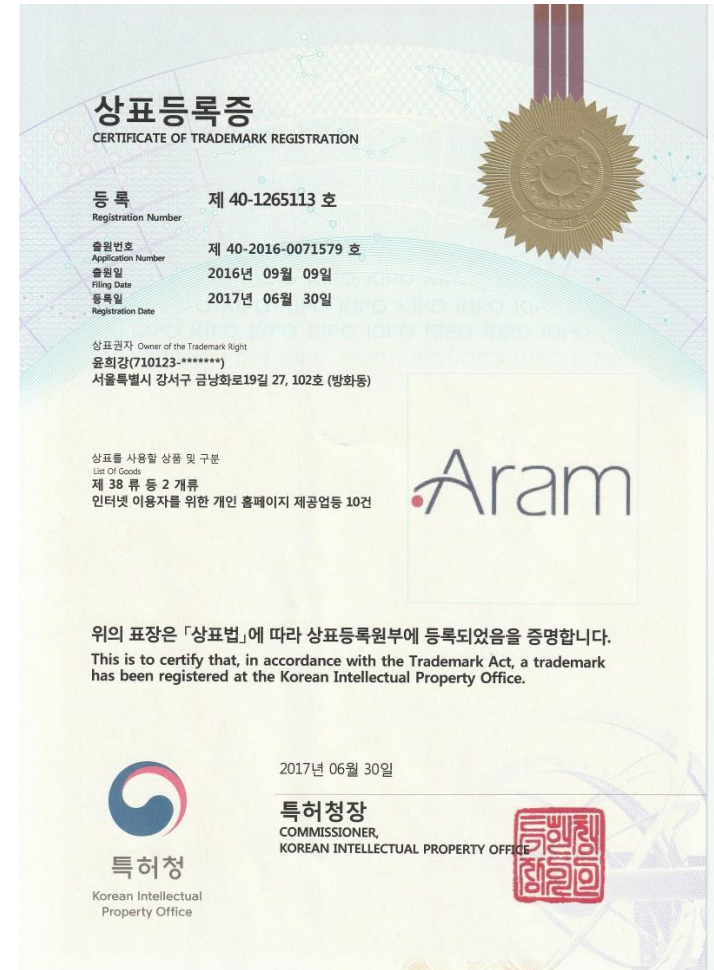 상표등록증
CERTIFICATE OF TRADEMARK REGISTRATION
등 록 제 40-1265113 호
Registration Number
출원번호 제 40-2016-0071579 호
Application Number
출원일 2016년 09월 09일
Filing Date
등록일 2017년 06월 30일
Registration Date
상표권자 Owner of the Trademark Right
윤희강(710123-*******)
서울특별시 강서구 금낭화로19길 27, 102호 (방화동)
상표를 사용할 상품 및 구분
List Of Goods
제 38 류 등 2 개류
인터넷 이용자를 위한 개인 홈페이지 제공업등 10건
Aram
위의 표장은 「상표법」에 따라 상표등록원부에 등록되었음을 증명합니다.
This is to certify that, in accordance with the Trademark Act, a trademark
has been registered at the Korean Intellectual Property Office.
2017년 06월 30일
특허청장
COMMISSIONER,
KOREAN INTELLECTUAL PROPERTY OFFICE
특허청
Korean Intellectual
Property Office